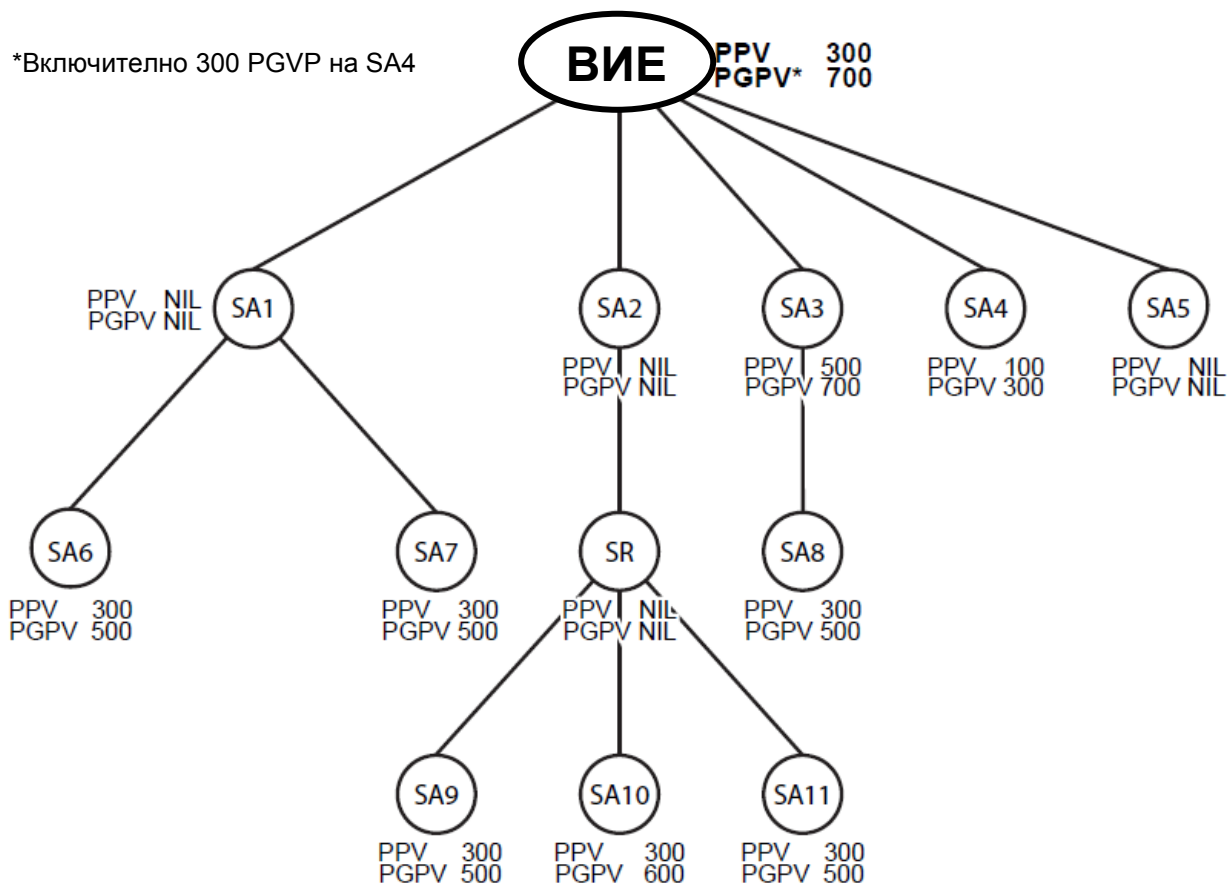 *Включително 300 PGVP на SA4
ВИЕ
PPV 300
PGPV* 700
PPV NIL
PGPV NIL
SA1
SA2
SA3
SA4
SA5
PPV NIL
PGPV NIL
PPV 500
PGPV 700
PPV 100
PGPV 300
PPV NIL
PGPV NIL
SA6
SA7
SR
SA8
PPV 300
PGPV 500
PPV 300
PGPV 500
PPV NIL
PGPV NIL
PPV 300
PGPV 500
SA9
SA10
SA11
PPV 300
PGPV 500
PPV 300
PGPV 600
PPV 300
PGPV 500